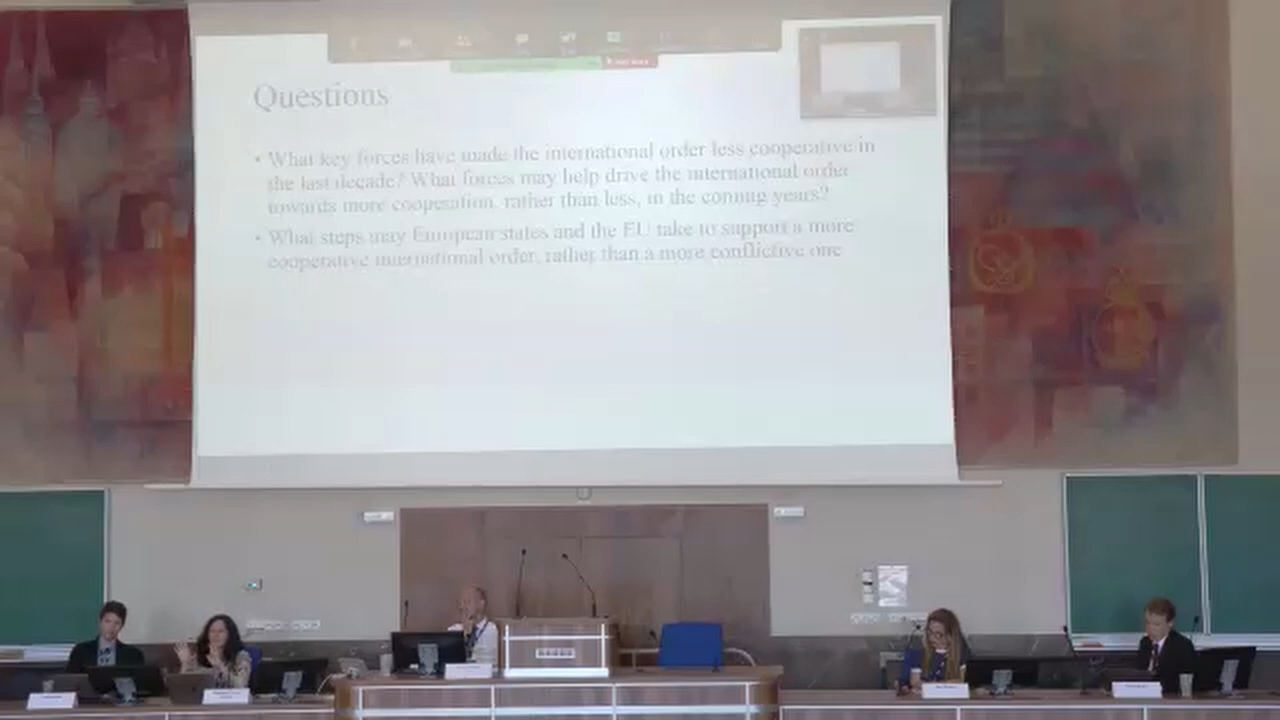 Questions
• What key forces have made the international order less cooperative in
the last decade? What forces may help drive the international order
towards more cooperation, rather than less, in the coming years?
• What steps may European states and the EU take to support a more
cooperative international order, rather than a more conflictive one